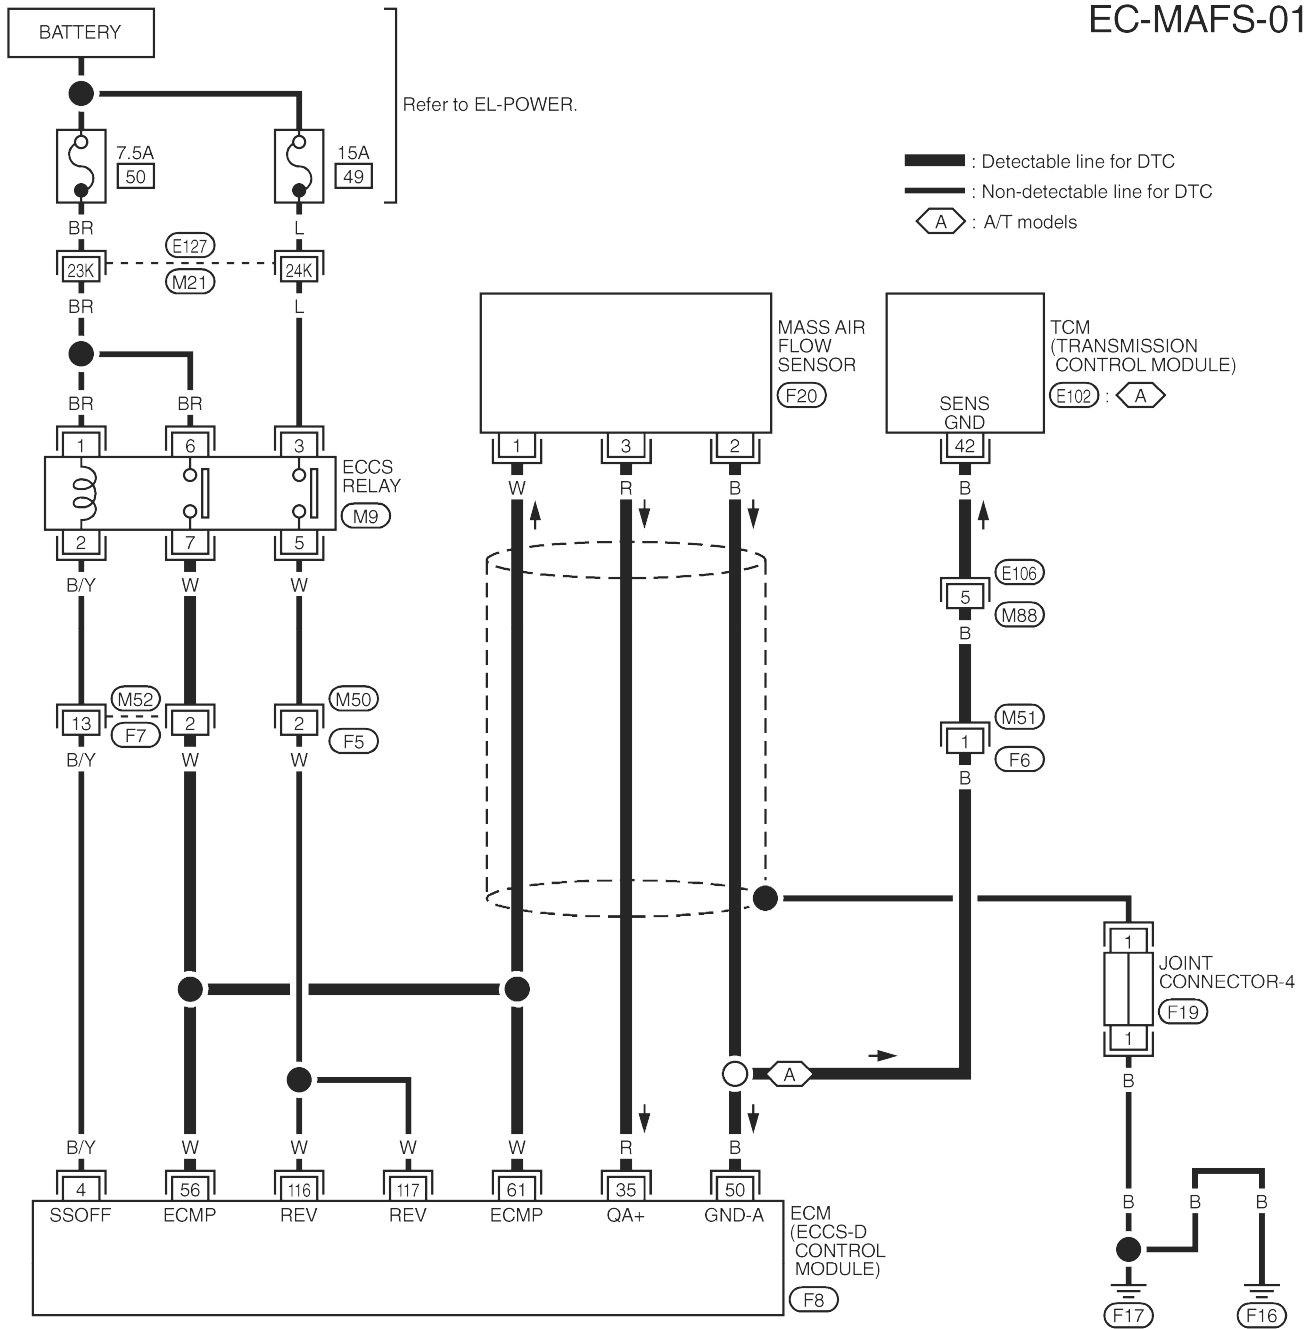 EC-MAFS-01
BATTERY
Refer to EL-POWER.
7.5A
50
15A
49
: Detectable line for DTC
: Non-detectable line for DTC
A : A/T models
BR
L
E127
23K
24K
M21
BR
L
MASS AIR
FLOW
SENSOR
F20
TCM
(TRANSMISSION
CONTROL MODULE)
E102 : A
SENS
GND
BR
BR
1
6
3
1
3
2
42
ECCS
RELAY
M9
W
R
B
B
2
7
5
B/Y
W
W
E106
5
M88
B
M52
13
2
F7
M50
2
F5
M51
1
F6
B/Y
W
W
B
1
JOINT
CONNECTOR-4
F19
1
A
B
B/Y
W
W
W
W
R
B
4
56
116
117
61
35
50
SSOFF
ECMP
REV
REV
ECMP
QA+
GND-A
ECM
(ECCS-D
CONTROL
MODULE)
F8
B
B
B
F17
F16